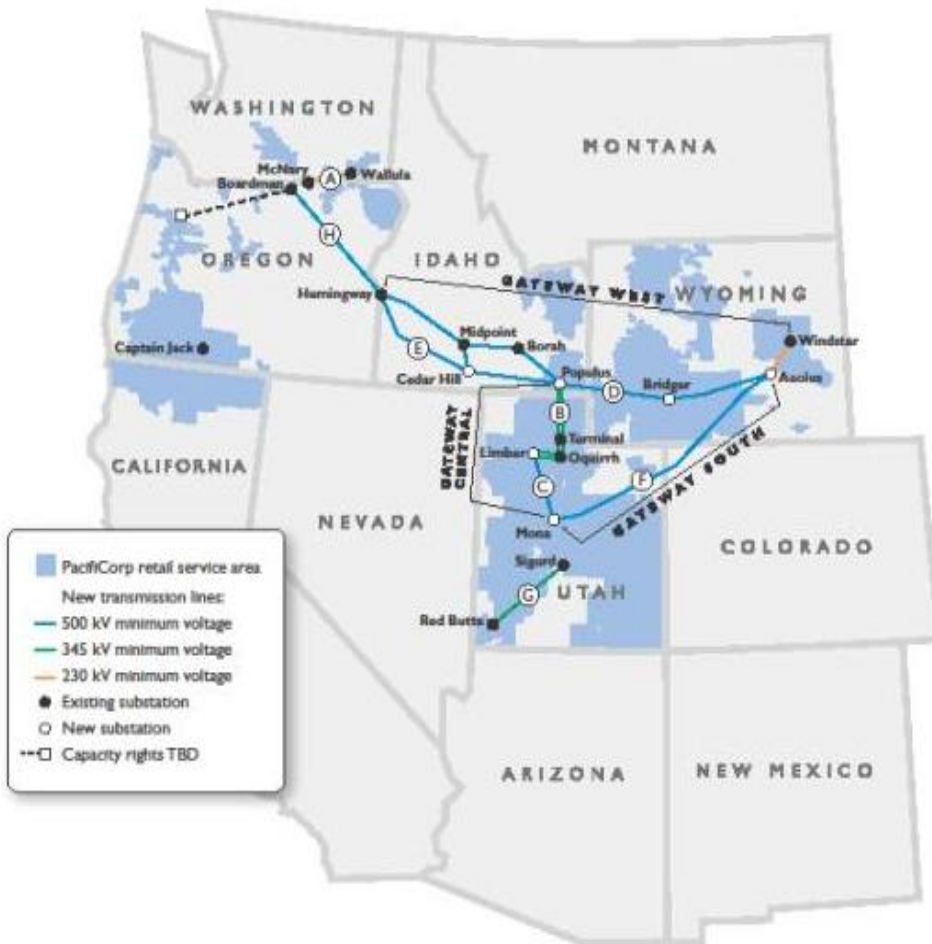 WASHINGTON
McNary
Boardman
A
Wallula
MONTANA
H
OREGON
IDAHO
GATEWAY WEST
WYOMING
Hemingway
Windstar
Captain Jack
Midpoint
Borah
E
Cedar Hill
Populus
D
Bridger
Aeolus
B
GATEWAY CENTRAL
Terminal
Limber
Oquirrh
CALIFORNIA
C
F
GATEWAY SOUTH
NEVADA
Mona
COLORADO
Sigurd
G
UTAH
Red Butte
PacifiCorp retail service area
New transmission lines:
500 kV minimum voltage
345 kV minimum voltage
230 kV minimum voltage
Existing substation
New substation
Capacity rights TBD
ARIZONA
NEW MEXICO